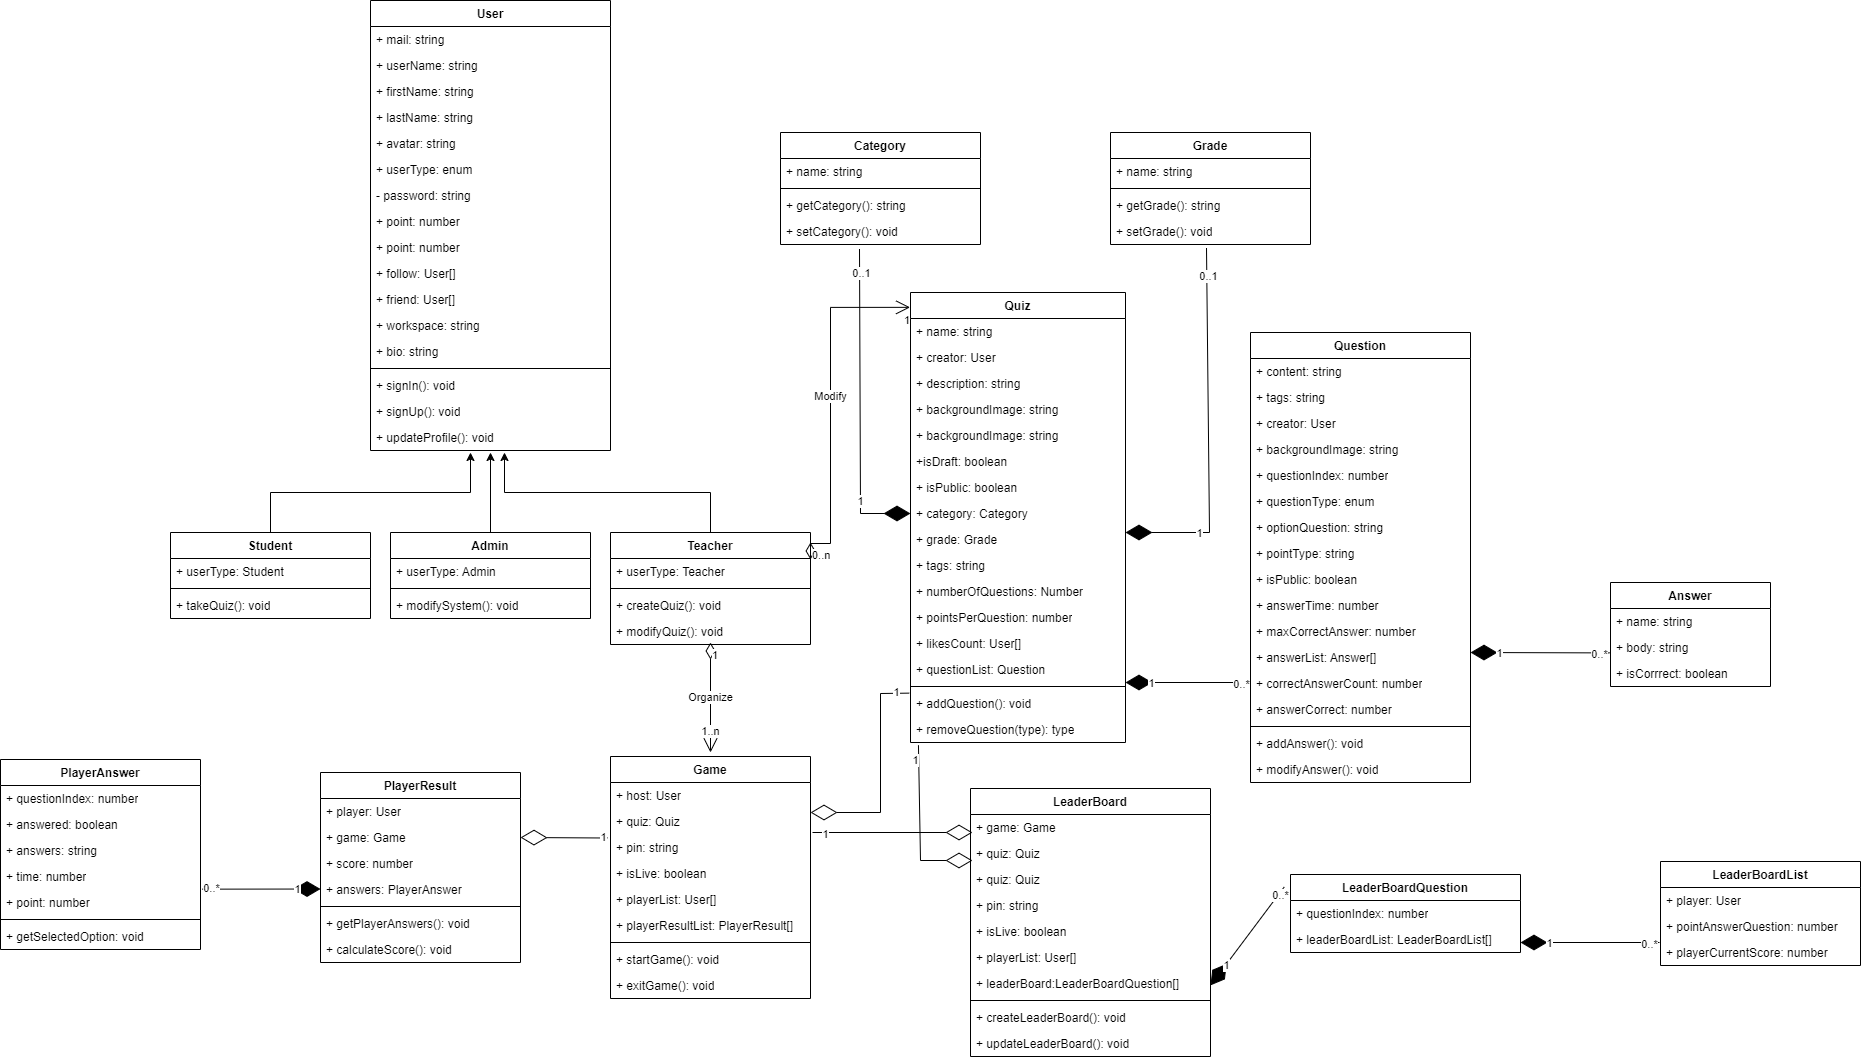 User
+ mail: string
+ userName: string
+ firstName: string
+ lastName: string
+ avatar: string
+ userType: enum
- password: string
+ point: number
+ point: number
+ follow: User[]
+ friend: User[]
+ workspace: string
+ bio: string
+ signIn(): void
+ signUp(): void
+ updateProfile(): void
Category
+ name: string
+ getCategory(): string
+ setCategory(): void
0..1
1
Grade
+ name: string
+ getGrade(): string
+ setGrade(): void
0..1
1
Modify
1
0..n
Quiz
+ name: string
+ creator: User
+ description: string
+ backgroundImage: string
+ backgroundImage: string
+isDraft: boolean
+ isPublic: boolean
+ category: Category
+ grade: Grade
+ tags: string
+ numberOfQuestions: Number
+ pointsPerQuestion: number
+ likesCount: User[]
+ questionList: Question
+ addQuestion(): void
+ removeQuestion(type): type
1
0..*
Question
+ content: string
+ tags: string
+ creator: User
+ backgroundImage: string
+ questionIndex: number
+ questionType: enum
+ optionQuestion: string
+ pointType: string
+ isPublic: boolean
+ answerTime: number
+ maxCorrectAnswer: number
+ answerList: Answer[]
+ correctAnswerCount: number
+ answerCorrect: number
+ addAnswer(): void
+ modifyAnswer(): void
1
0..*
Answer
+ name: string
+ body: string
+ isCorrrect: boolean
Student
+ userType: Student
+ takeQuiz(): void
Admin
+ userType: Admin
+ modifySystem(): void
Teacher
+ userType: Teacher
+ createQuiz(): void
+ modifyQuiz(): void
1
Organize
1..n
1
1
PlayerAnswer
+ questionIndex: number
+ answered: boolean
+ answers: string
+ time: number
+ point: number
+ getSelectedOption: void
0..*
1
PlayerResult
+ player: User
+ game: Game
+ score: number
+ answers: PlayerAnswer
+ getPlayerAnswers(): void
+ calculateScore(): void
1
Game
+ host: User
+ quiz: Quiz
+ pin: string
+ isLive: boolean
+ playerList: User[]
+ playerResultList: PlayerResult[]
+ startGame(): void
+ exitGame(): void
1
LeaderBoard
+ game: Game
+ quiz: Quiz
+ quiz: Quiz
+ pin: string
+ isLive: boolean
+ playerList: User[]
+ leaderBoard:LeaderBoardQuestion[]
+ createLeaderBoard(): void
+ updateLeaderBoard(): void
1
0..*
LeaderBoardQuestion
+ questionIndex: number
+ leaderBoardList: LeaderBoardList[]
1
0..*
LeaderBoardList
+ player: User
+ pointAnswerQuestion: number
+ playerCurrentScore: number